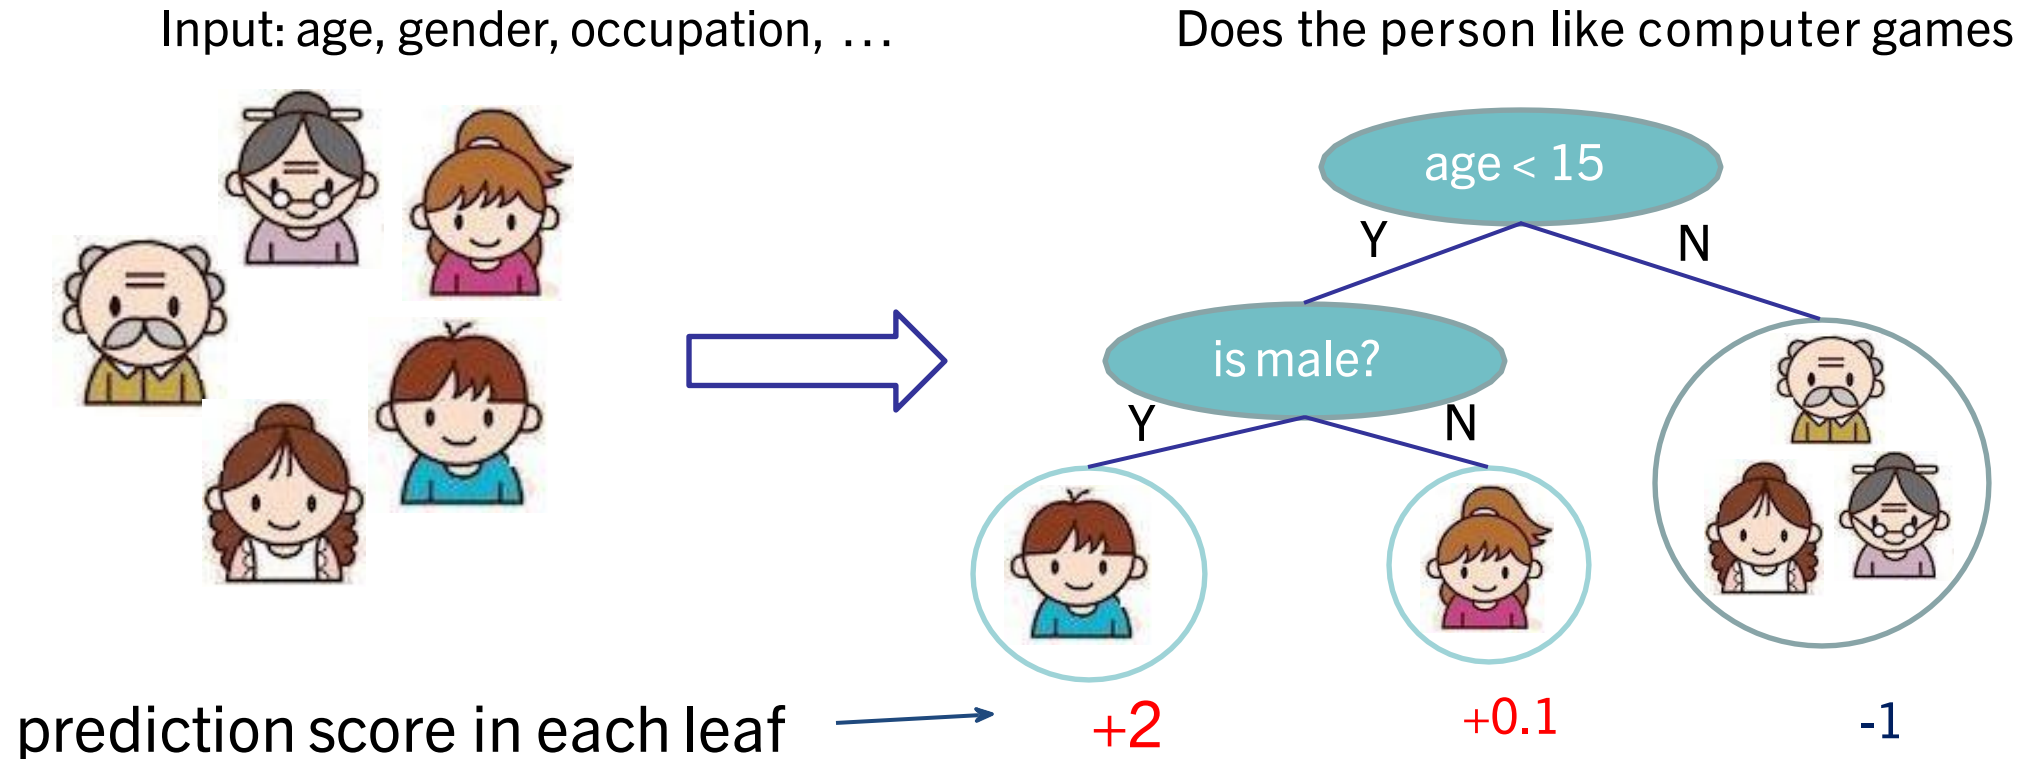 Input: age, gender, occupation, …
Does the person like computer games
age < 15
Y
N
is male?
Y
N
prediction score in each leaf
+2
+0.1
-1